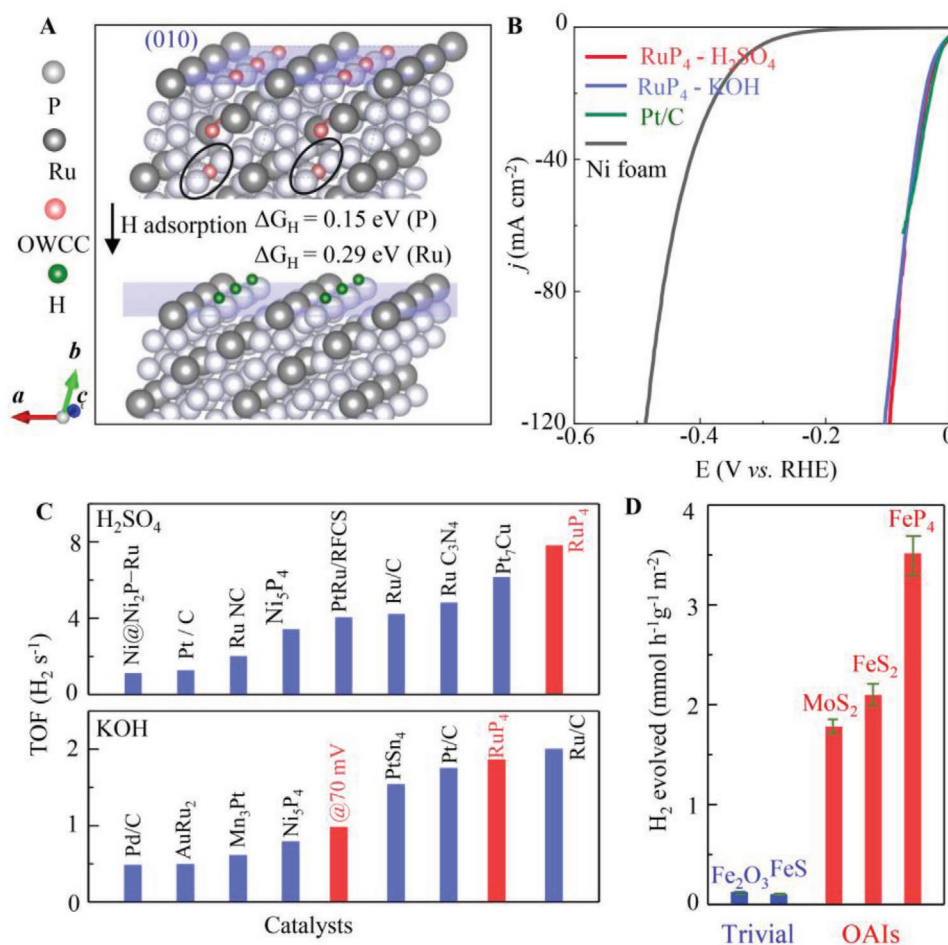 A
(010)
P
Ru
OWCC
H
H adsorption
ΔG_H = 0.15 eV (P)
ΔG_H = 0.29 eV (Ru)
b
a
c
B
0
-40
-80
-120
j (mA cm⁻²)
RuP₄ - H₂SO₄
RuP₄ - KOH
Pt/C
Ni foam
-0.6
-0.4
-0.2
0
E (V vs. RHE)
C
H₂SO₄
8
4
0
Ni@Ni₂P−Ru
Pt / C
Ru NC
Ni₅P₄
PtRu/RFCS
Ru/C
Ru C₃N₄
Pt₇Cu
RuP₄
TOF (H₂ s⁻¹)
KOH
2
1
0
Pd/C
AuRu₂
Mn₃Pt
Ni₅P₄
@70 mV
PtSn₄
Pt/C
RuP₄
Ru/C
Catalysts
D
4
3
2
1
0
H₂ evolved (mmol h⁻¹g⁻¹ m⁻²)
Fe₂O₃
FeS
MoS₂
FeS₂
FeP₄
Trivial
OAIs